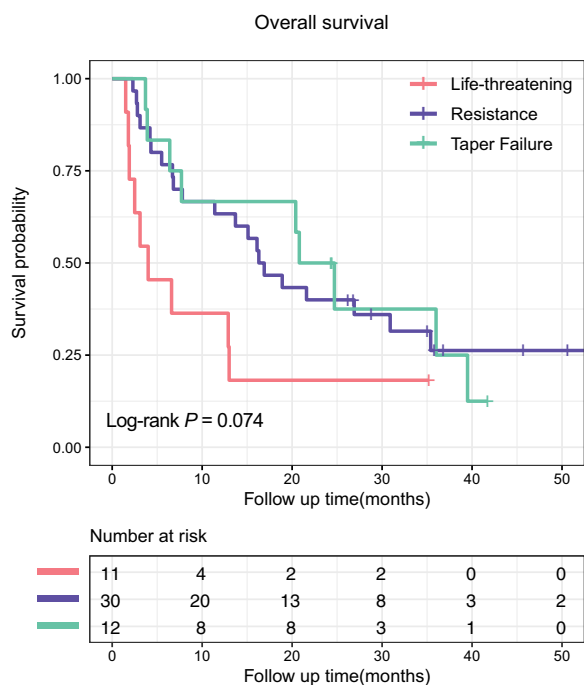 Overall survival
1.00
0.75
0.50
0.25
0.00
Survival probability
Life-threatening
Resistance
Taper Failure
Log-rank P = 0.074
0 10 20 30 40 50
Follow up time(months)
Number at risk
11 4 2 2 0 0
30 20 13 8 3 2
12 8 8 3 1 0
0 10 20 30 40 50
Follow up time(months)